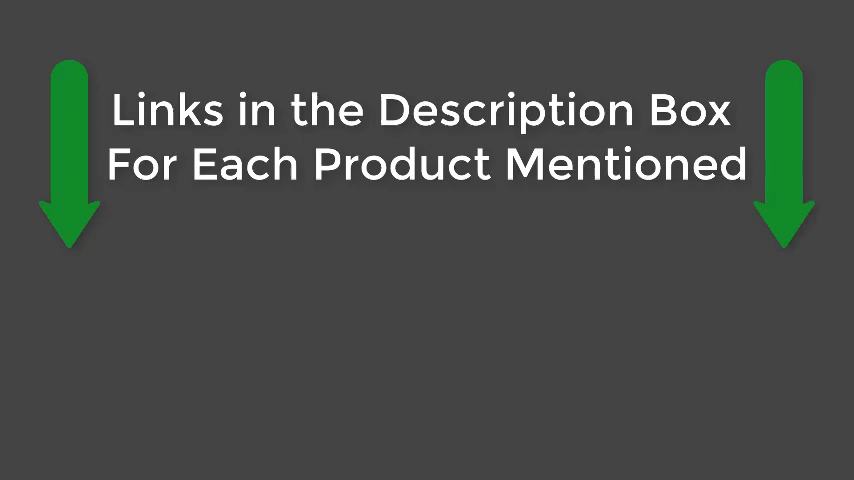 Links in the Description Box
For Each Product Mentioned